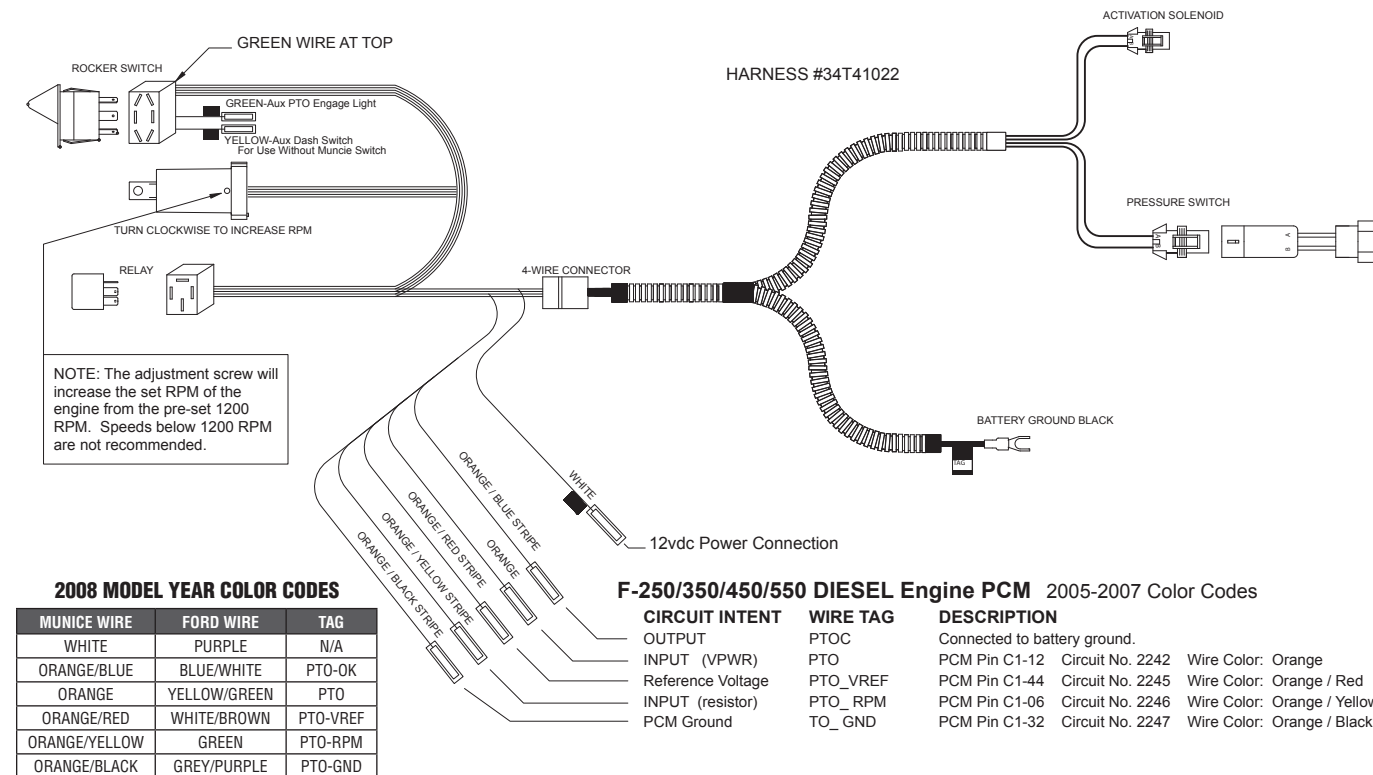 ACTIVATION SOLENOID
GREEN WIRE AT TOP
ROCKER SWITCH
HARNESS #34T41022
GREEN-Aux PTO Engage Light
YELLOW-Aux Dash Switch
For Use Without Muncie Switch
PRESSURE SWITCH
TURN CLOCKWISE TO INCREASE RPM
RELAY
4-WIRE CONNECTOR
NOTE: The adjustment screw will
increase the set RPM of the
engine from the pre-set 1200
RPM. Speeds below 1200 RPM
are not recommended.
BATTERY GROUND BLACK
TAG
WHITE
ORANGE / BLUE STRIPE
ORANGE
ORANGE / RED STRIPE
ORANGE / YELLOW STRIPE
ORANGE / BLACK STRIPE
12vdc Power Connection
2008 MODEL YEAR COLOR CODES
MUNICE WIRE FORD WIRE TAG
WHITE PURPLE N/A
ORANGE/BLUE BLUE/WHITE PTO-OK
ORANGE YELLOW/GREEN PTO
ORANGE/RED WHITE/BROWN PTO-VREF
ORANGE/YELLOW GREEN PTO-RPM
ORANGE/BLACK GREY/PURPLE PTO-GND
F-250/350/450/550 DIESEL Engine PCM 2005-2007 Color Codes
CIRCUIT INTENT WIRE TAG DESCRIPTION
OUTPUT PTOC Connected to battery ground.
INPUT (VPWR) PTO PCM Pin C1-12 Circuit No. 2242 Wire Color: Orange
Reference Voltage PTO_VREF PCM Pin C1-44 Circuit No. 2245 Wire Color: Orange / Red
INPUT (resistor) PTO_ RPM PCM Pin C1-06 Circuit No. 2246 Wire Color: Orange / Yellow
PCM Ground TO_ GND PCM Pin C1-32 Circuit No. 2247 Wire Color: Orange / Black